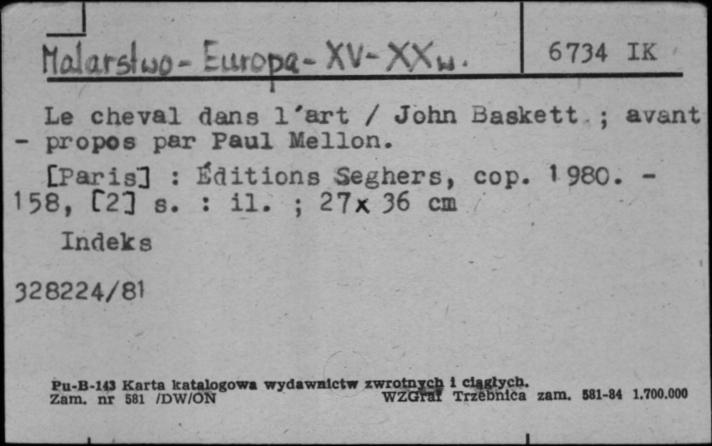 Malarstwo - Europa - XV - XX w.
6734 IK
Le cheval dans l'art / John Baskett ; avant
- propos par Paul Mellon.
[Paris] : Éditions Seghers, cop. 1980. -
158, [2] s. : il. ; 27x 36 cm
Indeks
328224/81
Pu-B-143 Karta katalogowa wydawnictw zwrotnych i ciągłych.
Zam. nr 581 /DW/ON WZGraf Trzebnica zam. 581-84 1.700.000